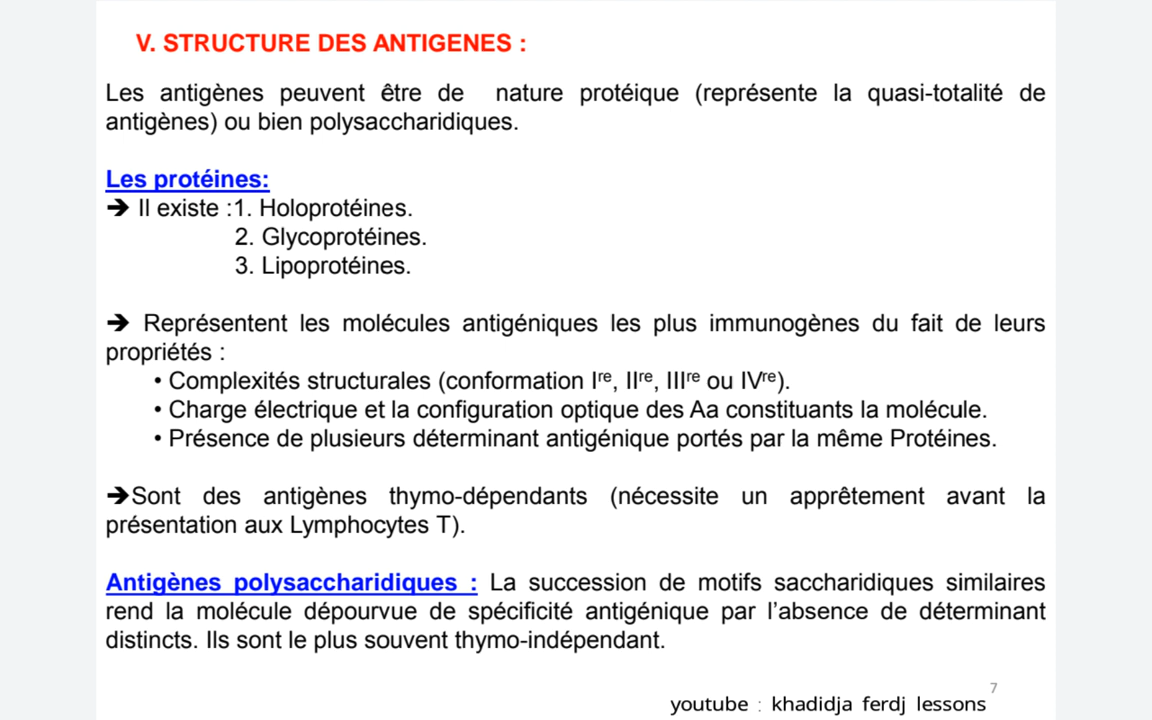 V. STRUCTURE DES ANTIGENES :
Les antigènes peuvent être de nature protéique (représente la quasi-totalité de
antigènes) ou bien polysaccharidiques.
Les protéines:
➔ Il existe :1. Holoprotéines.
2. Glycoprotéines.
3. Lipoprotéines.
➔ Représentent les molécules antigéniques les plus immunogènes du fait de leurs
propriétés :
• Complexités structurales (conformation Iʳᵉ, IIʳᵉ, IIIʳᵉ ou IVʳᵉ).
• Charge électrique et la configuration optique des Aa constituants la molécule.
• Présence de plusieurs déterminant antigénique portés par la même Protéines.
➔Sont des antigènes thymo-dépendants (nécessite un apprêtement avant la
présentation aux Lymphocytes T).
Antigènes polysaccharidiques : La succession de motifs saccharidiques similaires
rend la molécule dépourvue de spécificité antigénique par l’absence de déterminant
distincts. Ils sont le plus souvent thymo-indépendant.
7
youtube : khadidja ferdj lessons